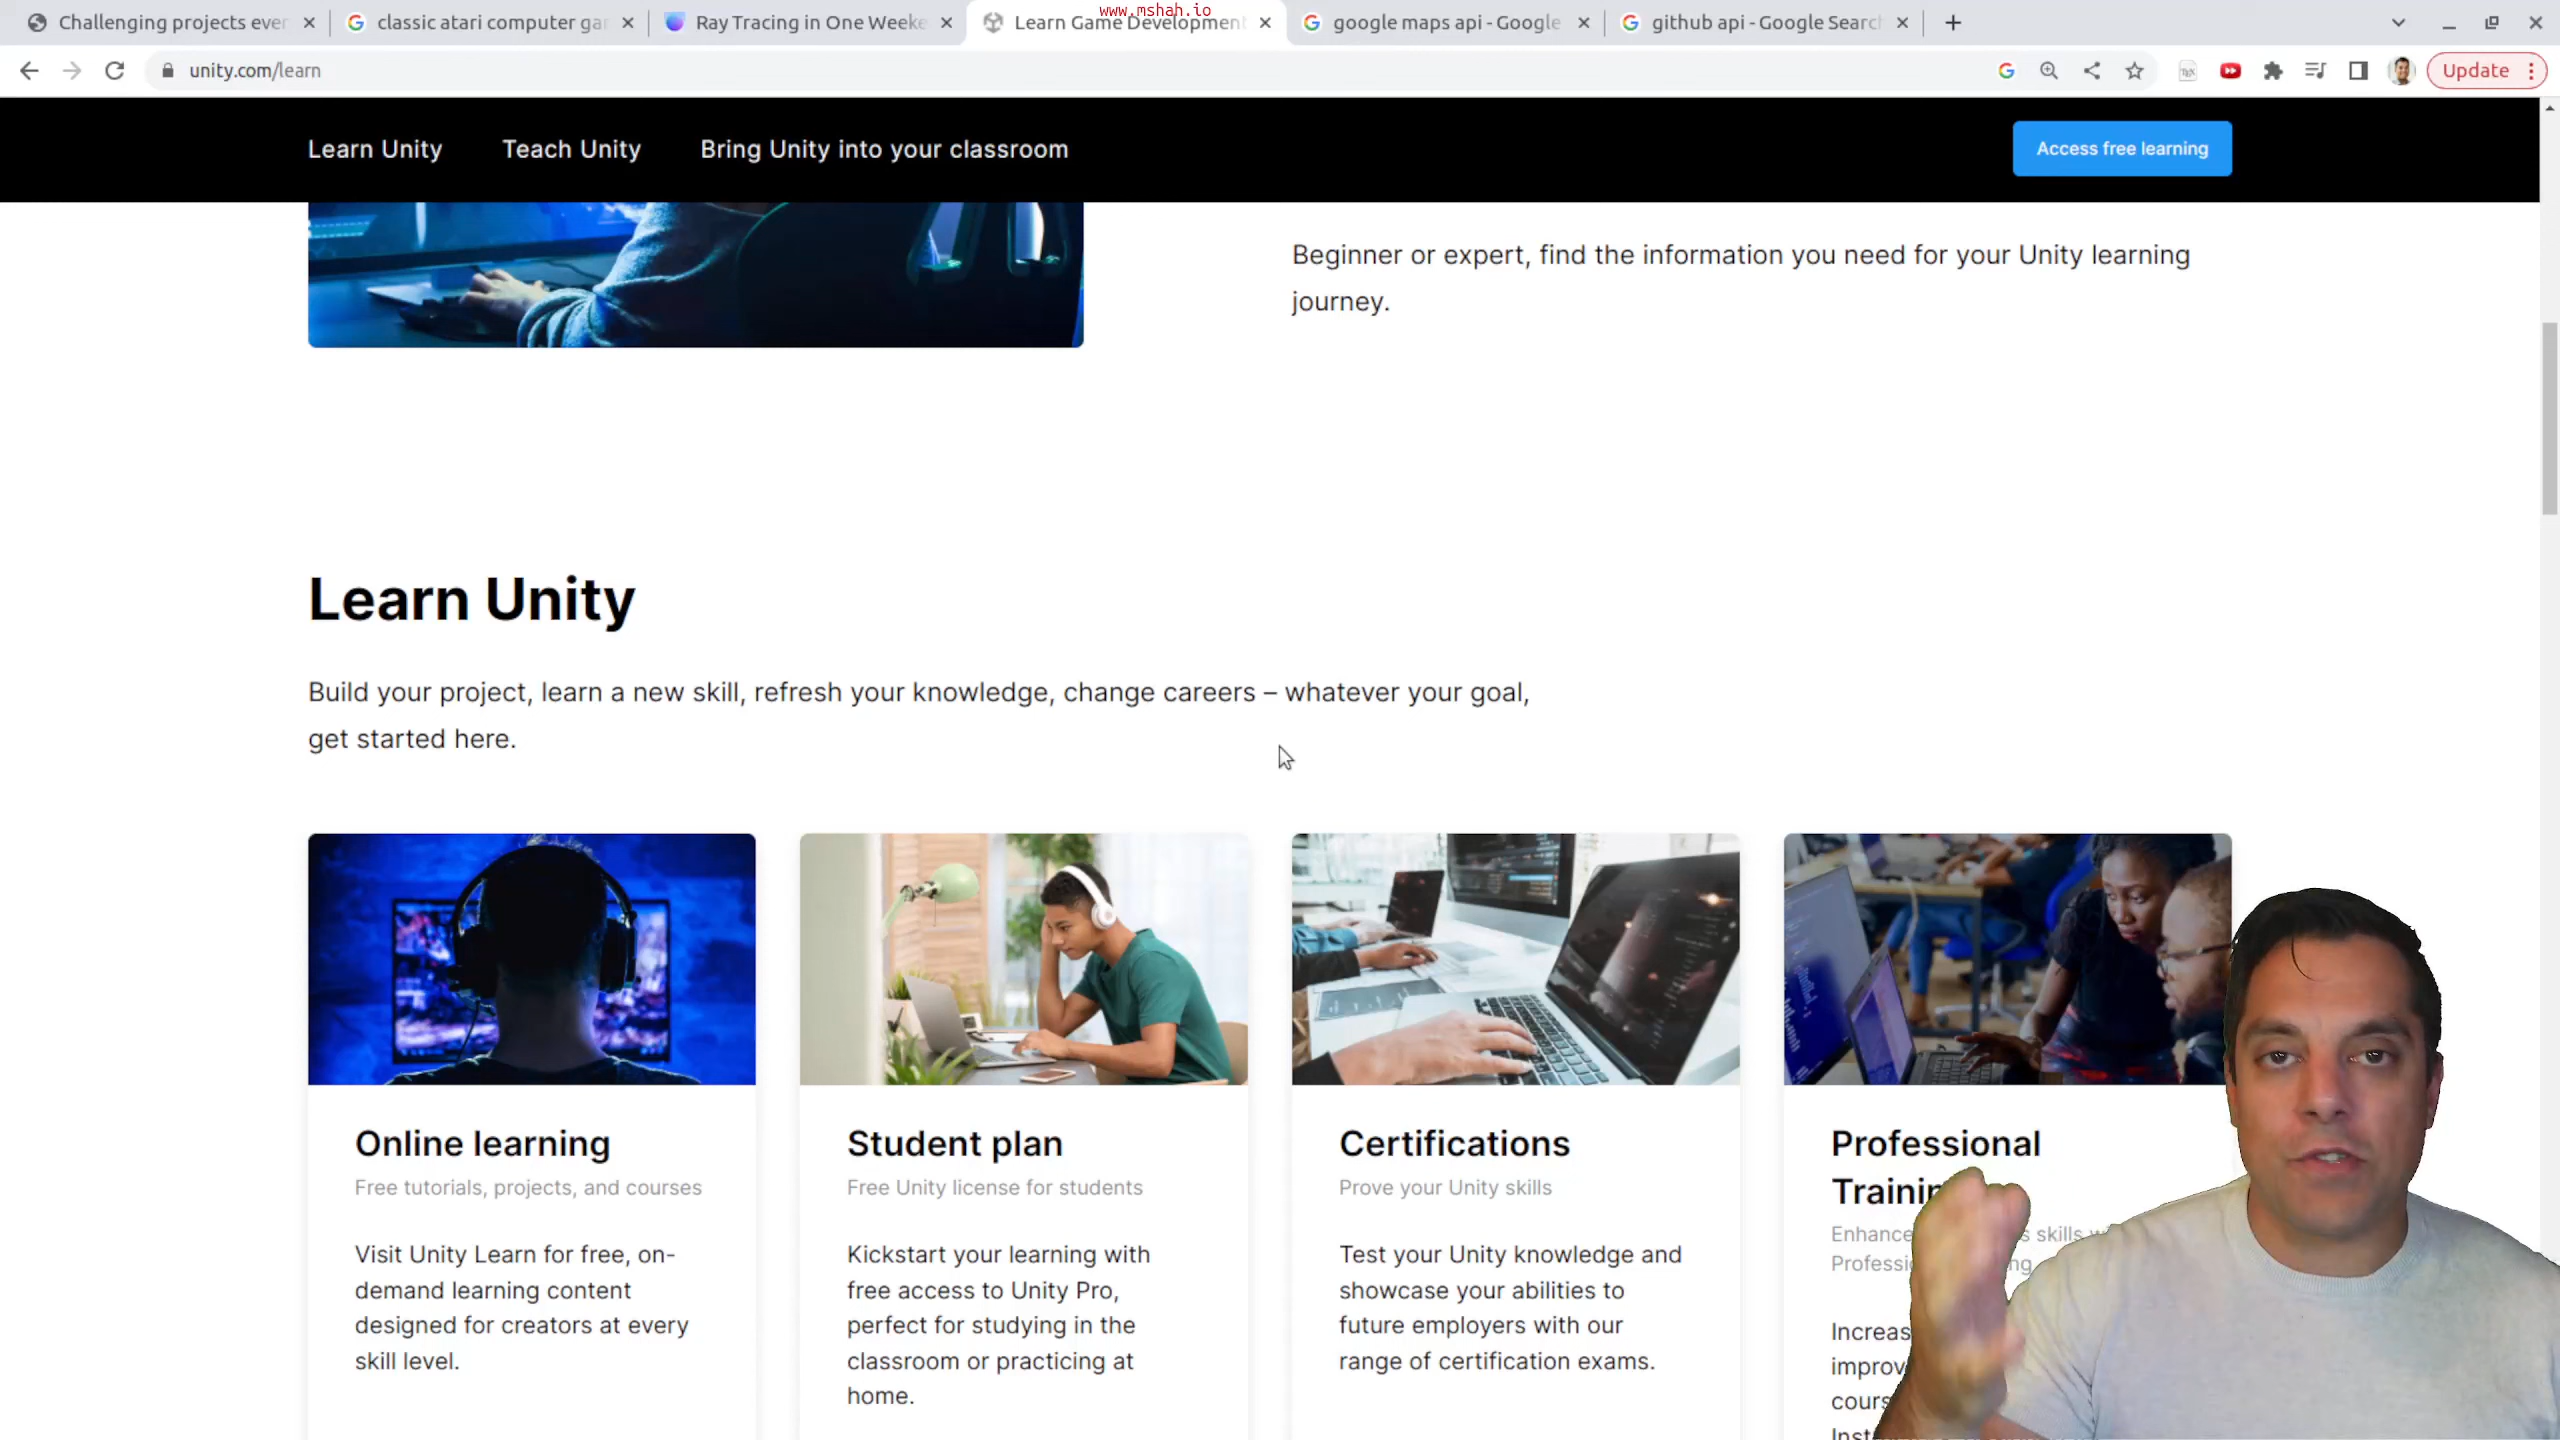 www.mshah.io
Challenging projects ever
classic atari computer gar
Ray Tracing in One Weeke
Learn Game Development
google maps api - Google
github api - Google Search
unity.com/learn
Update
Learn Unity
Teach Unity
Bring Unity into your classroom
Access free learning
Beginner or expert, find the information you need for your Unity learning
journey.
Learn Unity
Build your project, learn a new skill, refresh your knowledge, change careers – whatever your goal,
get started here.
Online learning
Free tutorials, projects, and courses
Visit Unity Learn for free, on-
demand learning content
designed for creators at every
skill level.
Student plan
Free Unity license for students
Kickstart your learning with
free access to Unity Pro,
perfect for studying in the
classroom or practicing at
home.
Certifications
Prove your Unity skills
Test your Unity knowledge and
showcase your abilities to
future employers with our
range of certification exams.
Professional
Enhance skills